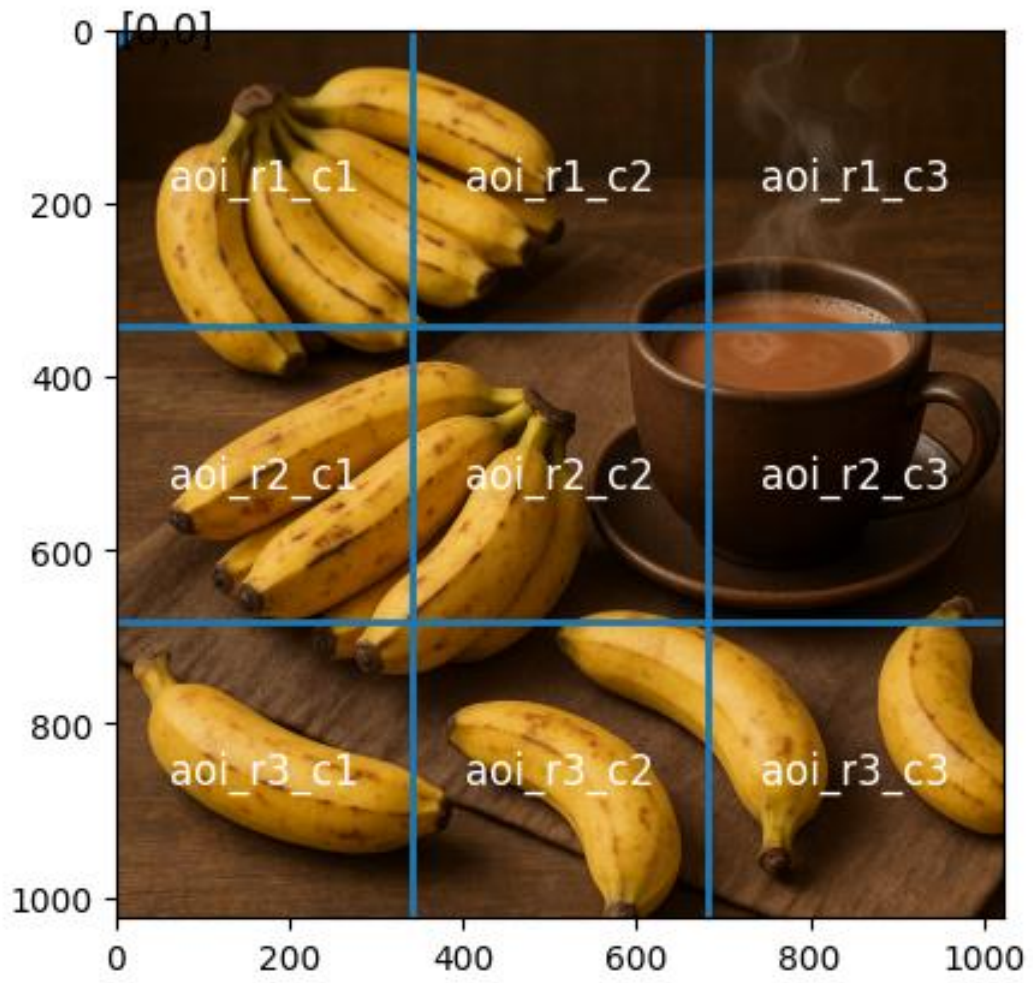 [0,0]
0
aoi_r1_c1 aoi_r1_c2 aoi_r1_c3
200
400
aoi_r2_c1 aoi_r2_c2 aoi_r2_c3
600
800
aoi_r3_c1 aoi_r3_c2 aoi_r3_c3
1000
0 200 400 600 800 1000